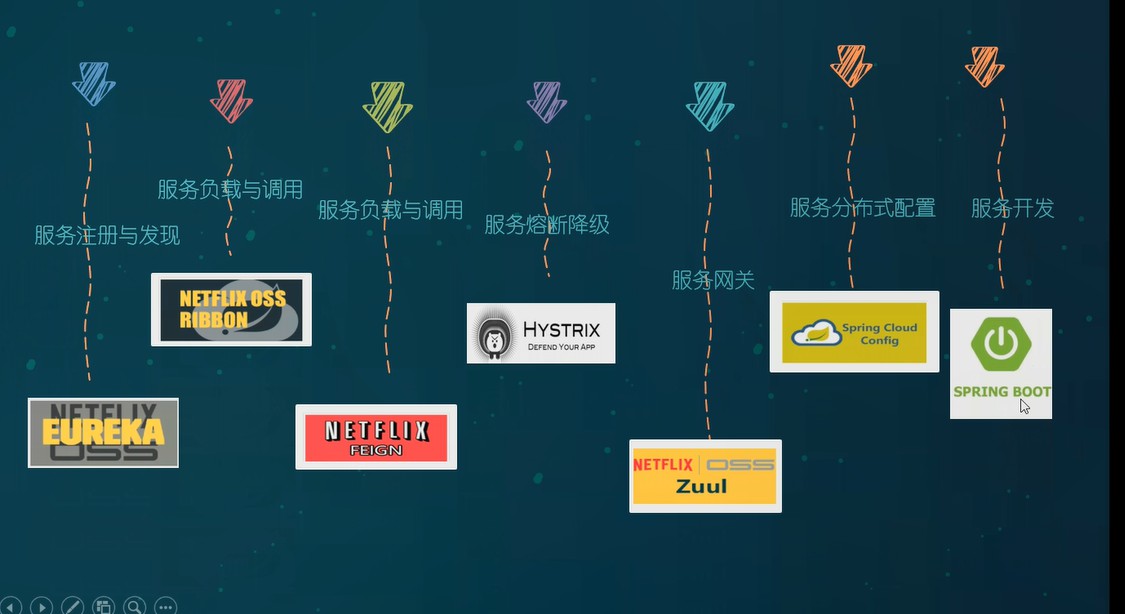 服务注册与发现
NETFLIX
EUREKA
OSS
服务负载与调用
NETFLIX OSS
RIBBON
服务负载与调用
NETFLIX
FEIGN
服务熔断降级
HYSTRIX
DEFEND YOUR APP
服务网关
NETFLIX OSS
Zuul
服务分布式配置
Spring Cloud
Config
服务开发
SPRING BOOT